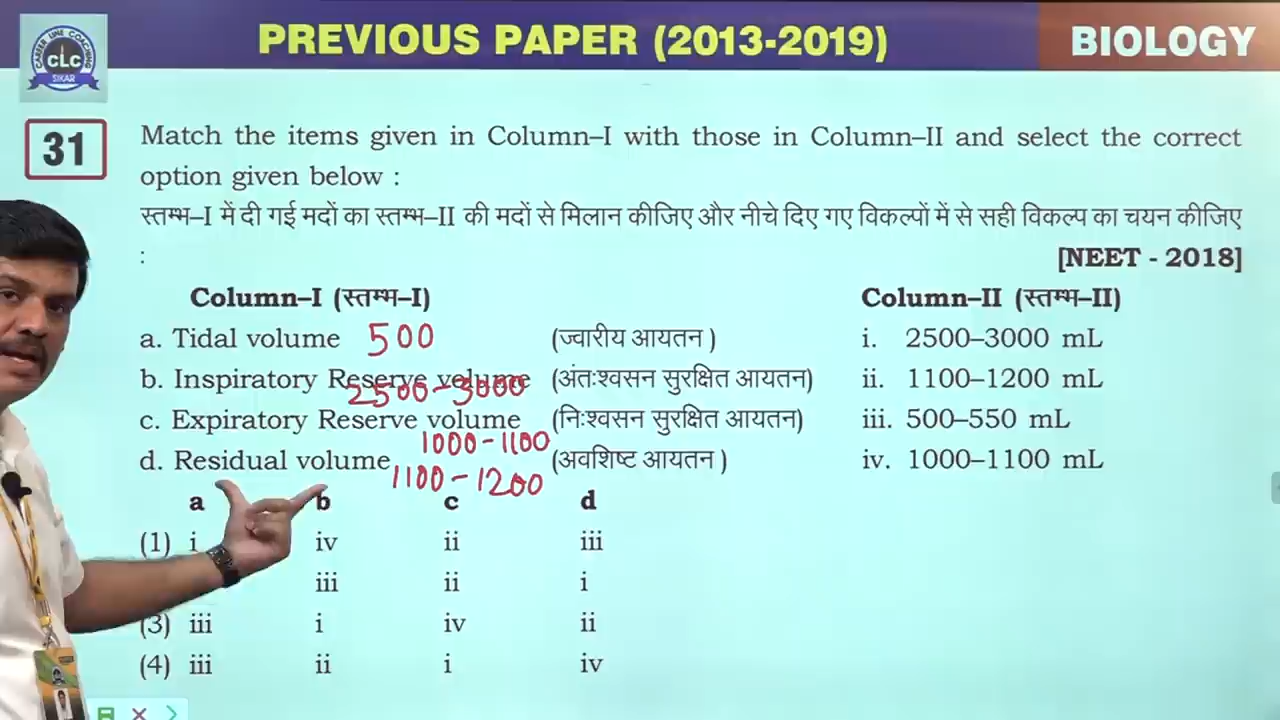 PREVIOUS PAPER (2013-2019)
BIOLOGY
CAREER LINE COACHING
CLC
SIKAR
31
Match the items given in Column–I with those in Column–II and select the correct
option given below :
स्तम्भ–I में दी गई मदों का स्तम्भ–II की मदों से मिलान कीजिए और नीचे दिए गए विकल्पों में से सही विकल्प का चयन कीजिए
: [NEET - 2018]
Column–I (स्तम्भ–I) Column–II (स्तम्भ–II)
a. Tidal volume 500 (ज्वारीय आयतन ) i. 2500–3000 mL
b. Inspiratory Reserve volume (अंतःश्वसन सुरक्षित आयतन) ii. 1100–1200 mL
2500-3000
c. Expiratory Reserve volume (निःश्वसन सुरक्षित आयतन) iii. 500–550 mL
1000-1100
d. Residual volume (अवशिष्ट आयतन ) iv. 1000–1100 mL
1100-1200
a b c d
(1) i iv ii iii
iii ii i
(3) iii i iv ii
(4) iii ii i iv